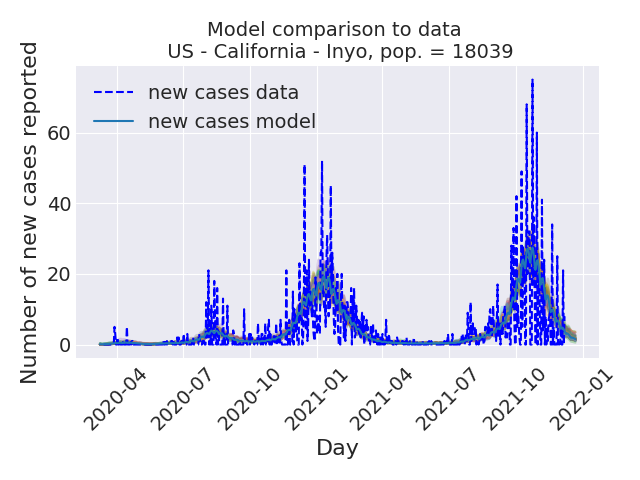 Model comparison to data
US - California - Inyo, pop. = 18039
new cases data
new cases model
Number of new cases reported
60
40
20
0
2020-04
2020-07
2020-10
2021-01
2021-04
2021-07
2021-10
2022-01
Day